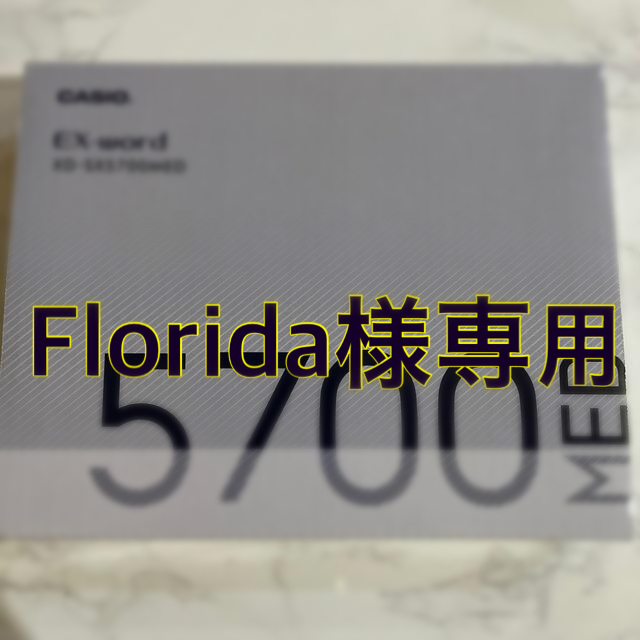 CASIO.
EX-word
XD-SX5700MED
Florida様専用
5700
MED